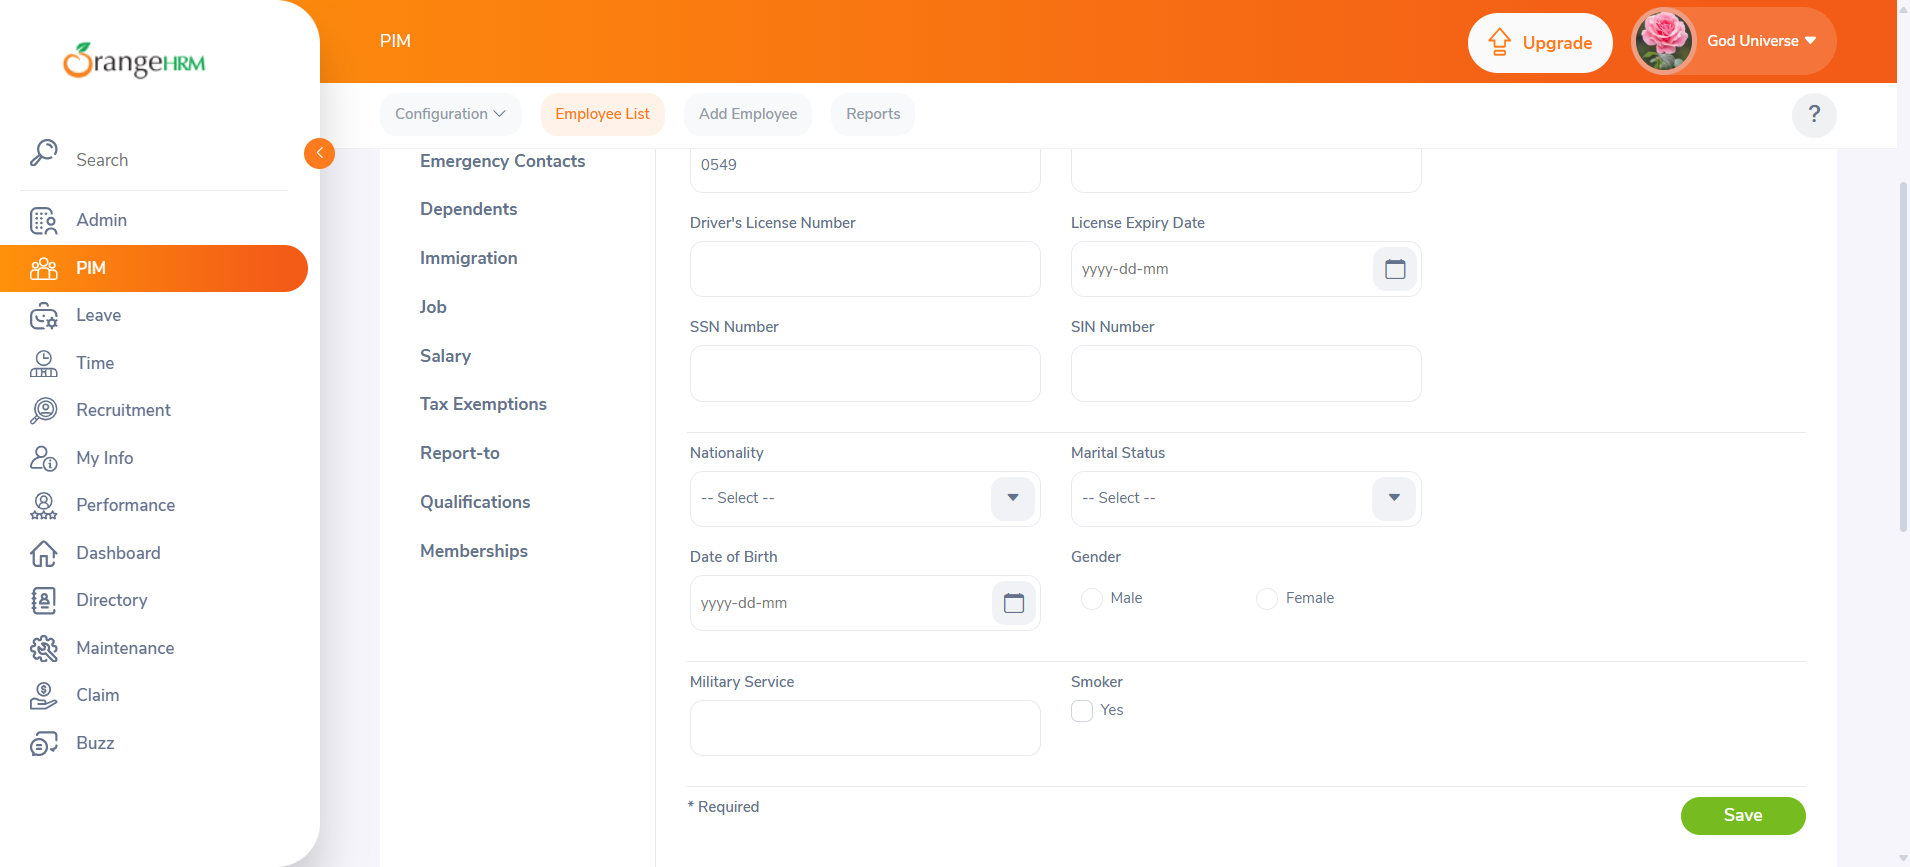 OrangeHRM
PIM
Upgrade
God Universe
Configuration
Employee List
Add Employee
Reports
?
Search
Admin
PIM
Leave
Time
Recruitment
My Info
Performance
Dashboard
Directory
Maintenance
Claim
Buzz
Emergency Contacts
Dependents
Immigration
Job
Salary
Tax Exemptions
Report-to
Qualifications
Memberships
0549
Driver's License Number
License Expiry Date
yyyy-dd-mm
SSN Number
SIN Number
Nationality
Marital Status
-- Select --
-- Select --
Date of Birth
Gender
yyyy-dd-mm
Male
Female
Military Service
Smoker
Yes
* Required
Save